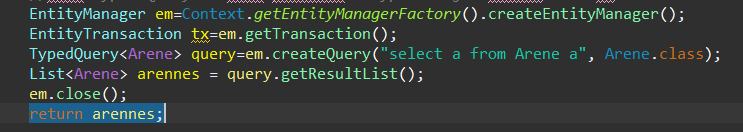 EntityManager em=Context.getEntityManagerFactory().createEntityManager();
EntityTransaction tx=em.getTransaction();
TypedQuery<Arene> query=em.createQuery("select a from Arene a", Arene.class);
List<Arene> arennes = query.getResultList();
em.close();
return arennes;